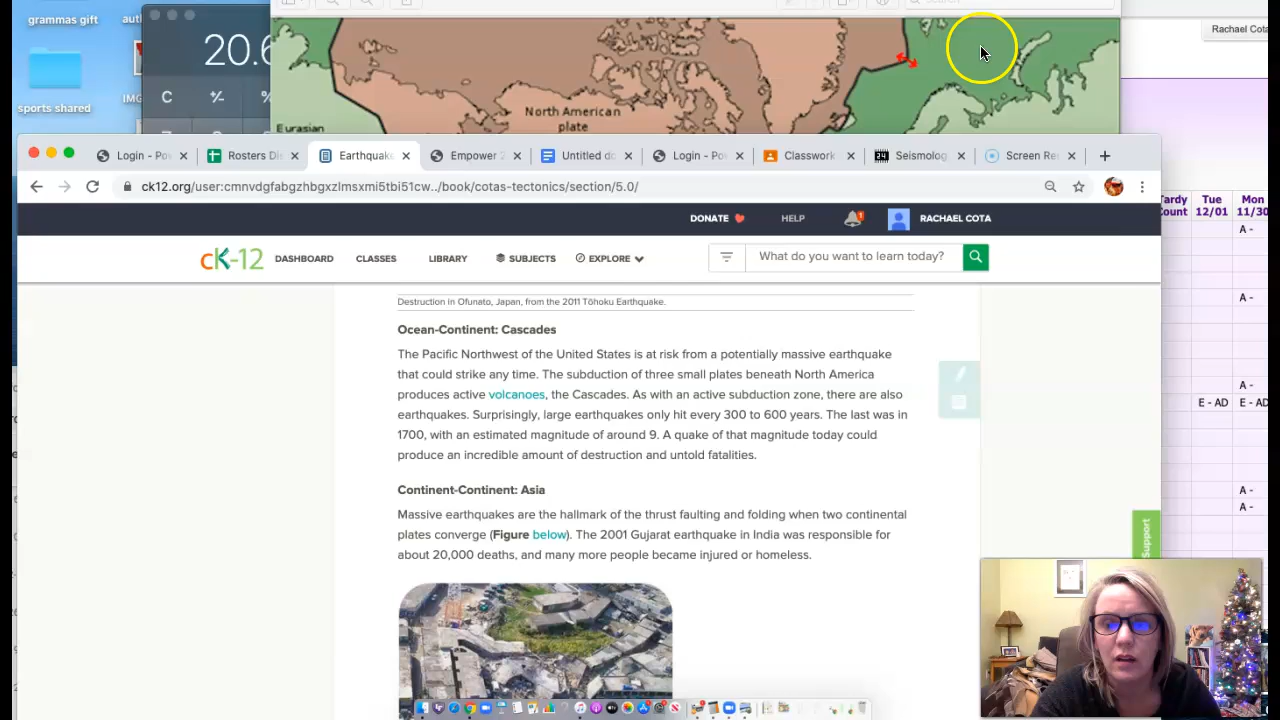 grammas gift
sports shared
IMG
20.6
C
+/-
%
Search
Rachael Cota
North American
plate
Eurasian
Login - Po
Rosters Di
Earthquak
Empower 2
Untitled do
Login - Po
Classwork
Seismolog
Screen Re
ck12.org/user:cmnvdgfabgzhbgxzlmsxmi5tbi51cw../book/cotas-tectonics/section/5.0/
DONATE
HELP
1
RACHAEL COTA
ck-12
DASHBOARD
CLASSES
LIBRARY
SUBJECTS
EXPLORE
What do you want to learn today?
Destruction in Ofunato, Japan, from the 2011 Tōhoku Earthquake.
Ocean-Continent: Cascades
The Pacific Northwest of the United States is at risk from a potentially massive earthquake
that could strike any time. The subduction of three small plates beneath North America
produces active volcanoes, the Cascades. As with an active subduction zone, there are also
earthquakes. Surprisingly, large earthquakes only hit every 300 to 600 years. The last was in
1700, with an estimated magnitude of around 9. A quake of that magnitude today could
produce an incredible amount of destruction and untold fatalities.
Continent-Continent: Asia
Massive earthquakes are the hallmark of the thrust faulting and folding when two continental
plates converge (Figure below). The 2001 Gujarat earthquake in India was responsible for
about 20,000 deaths, and many more people became injured or homeless.
Support
Tardy Tue Mon
Count 12/01 11/30
A -
A -
A -
E - AD E - AD
A -
A -